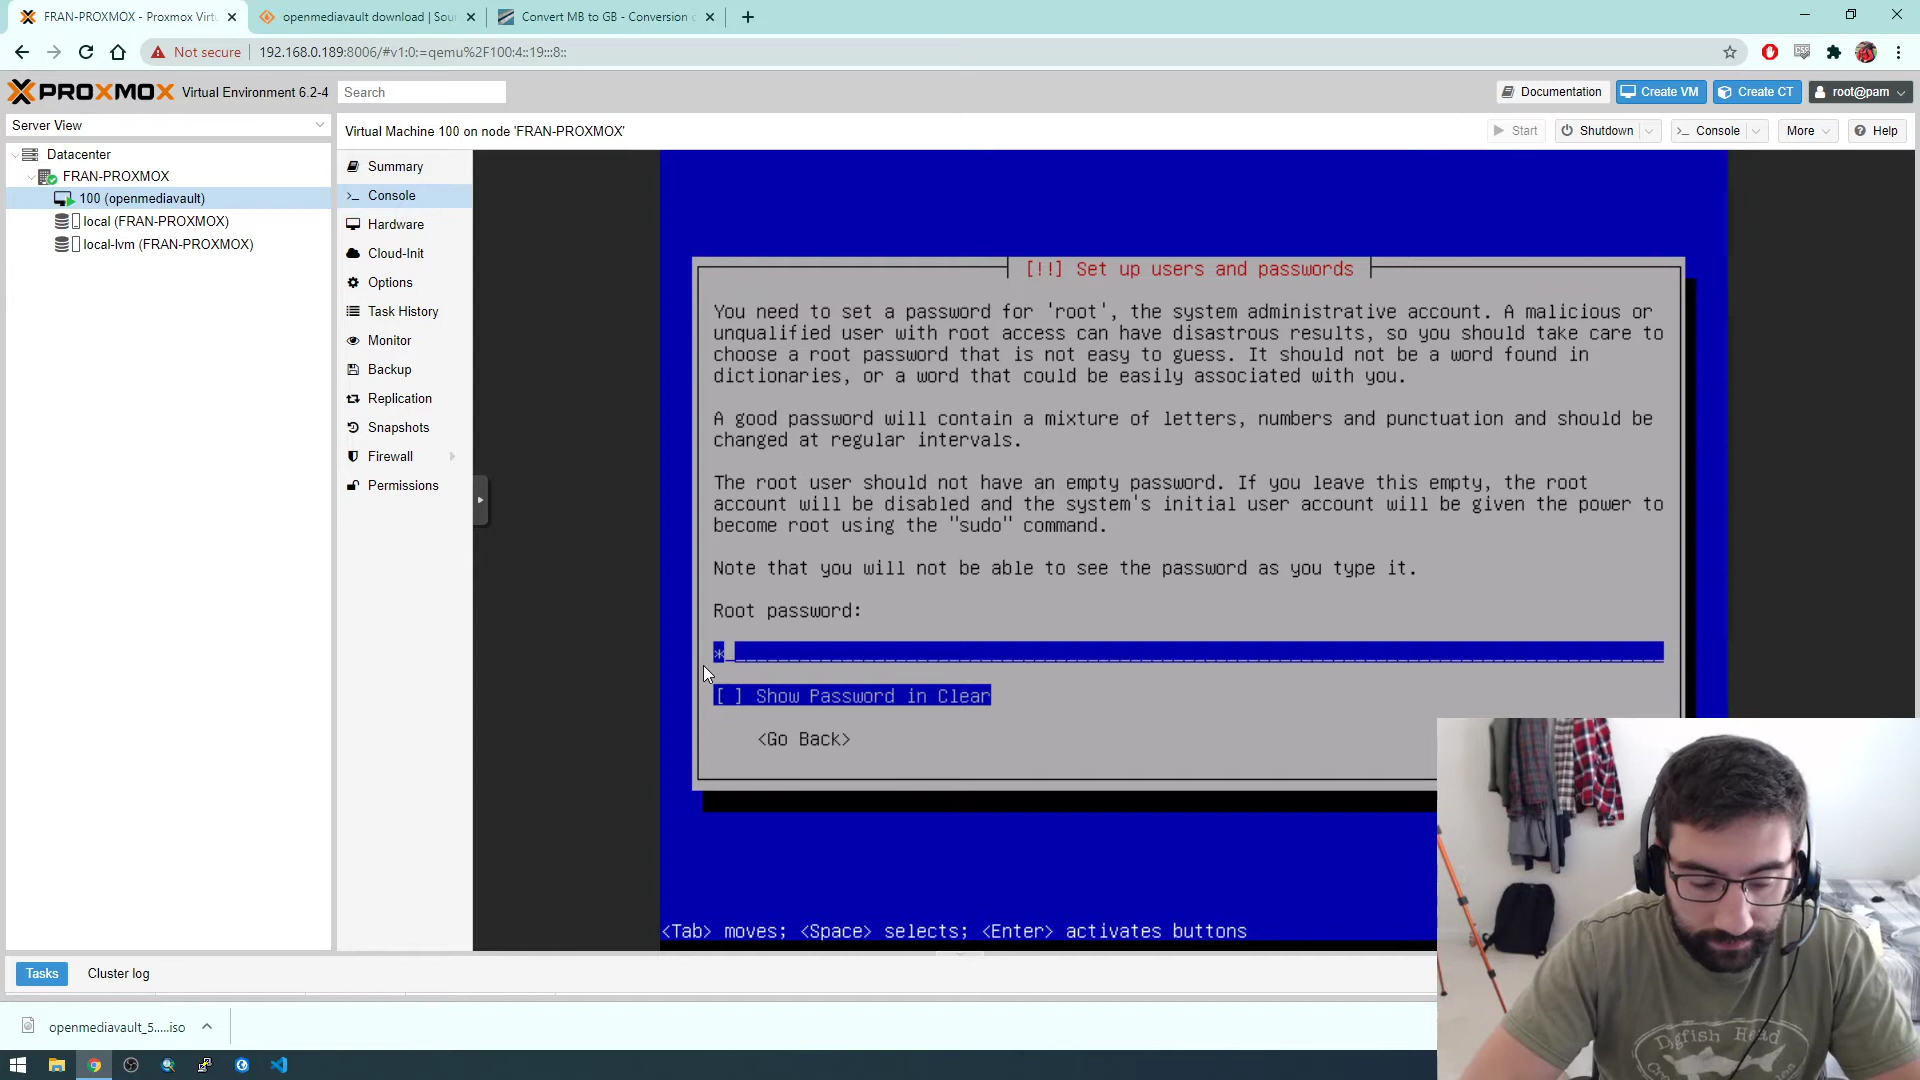 FRAN-PROXMOX - Proxmox Virtu
openmediavault download | Sou
Convert MB to GB - Conversion
Not secure
192.168.0.189:8006/#v1:0:=qemu%2F100:4::19:::8::
PROXMOX
Virtual Environment 6.2-4
Search
Documentation
Create VM
Create CT
root@pam
Server View
Virtual Machine 100 on node 'FRAN-PROXMOX'
Start
Shutdown
>_ Console
More
Help
Datacenter
FRAN-PROXMOX
100 (openmediavault)
local (FRAN-PROXMOX)
local-lvm (FRAN-PROXMOX)
Summary
>_ Console
Hardware
Cloud-Init
Options
Task History
Monitor
Backup
Replication
Snapshots
Firewall
Permissions
[!!] Set up users and passwords
You need to set a password for 'root', the system administrative account. A malicious or
unqualified user with root access can have disastrous results, so you should take care to
choose a root password that is not easy to guess. It should not be a word found in
dictionaries, or a word that could be easily associated with you.
A good password will contain a mixture of letters, numbers and punctuation and should be
changed at regular intervals.
The root user should not have an empty password. If you leave this empty, the root
account will be disabled and the system's initial user account will be given the power to
become root using the "sudo" command.
Note that you will not be able to see the password as you type it.
Root password:
*
[ ] Show Password in Clear
<Go Back>
<Tab> moves; <Space> selects; <Enter> activates buttons
Tasks
Cluster log
openmediavault_5.....iso
Dogfish Head